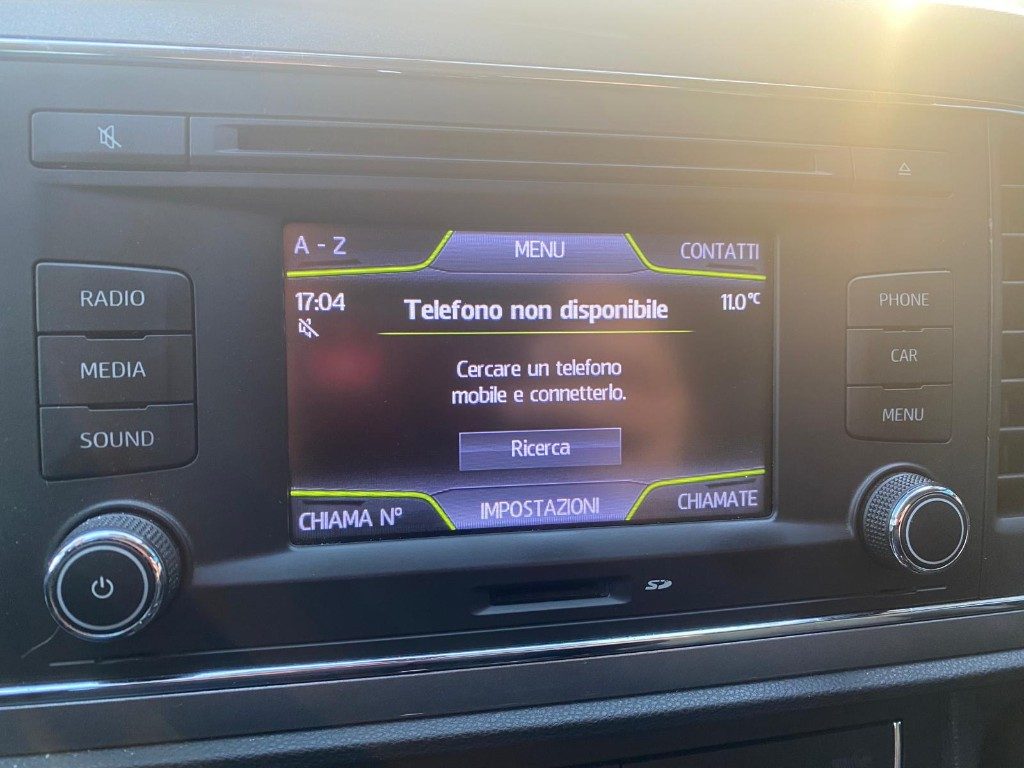 A - Z
MENU
CONTATTI
RADIO
MEDIA
SOUND
17:04
Telefono non disponibile
11.0°C
Cercare un telefono
mobile e connetterlo.
Ricerca
CHIAMA N°
IMPOSTAZIONI
CHIAMATE
PHONE
CAR
MENU
SD